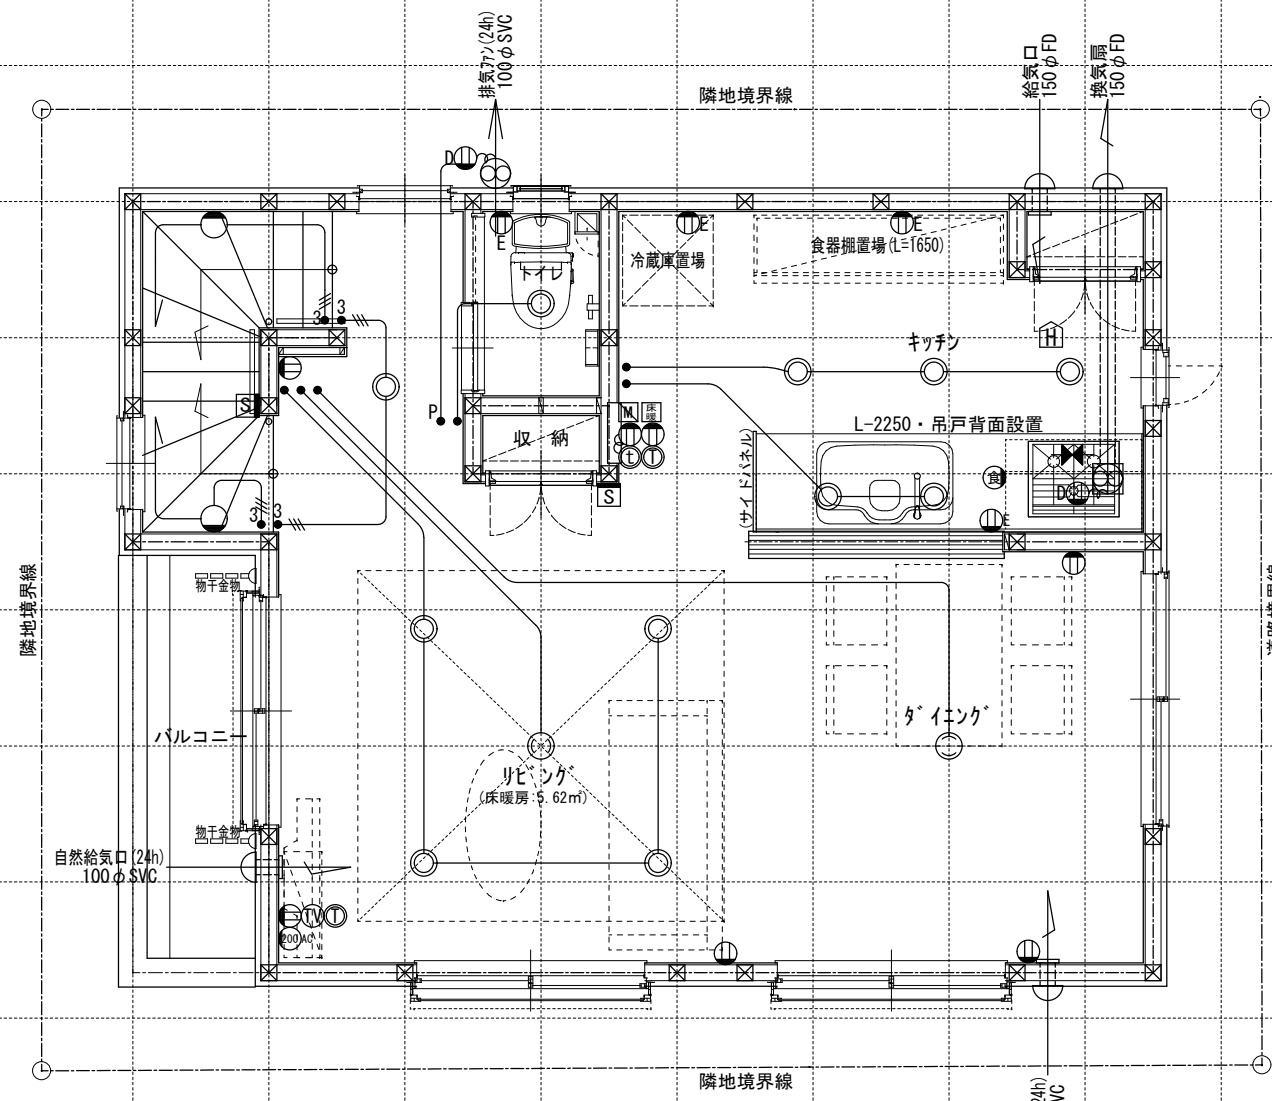 排気ファン(24h)
100φSVC
給気口
150φFD
換気扇
150φFD
隣地境界線
D
E
E
E
トイレ
冷蔵庫置場
食器棚置場(L=1650)
3
3
H
キッチン
P
S
M
床暖
収 納
t
T
S
L-2250・吊戸背面設置
(サイドパネル)
食
D
E
3
3
隣地境界線
物干金物
バルコニー
リビング
(床暖房:5.62㎡)
ダイニング
物干金物
自然給気口(24h)
100φSVC
TV
T
200 AC
隣地境界線